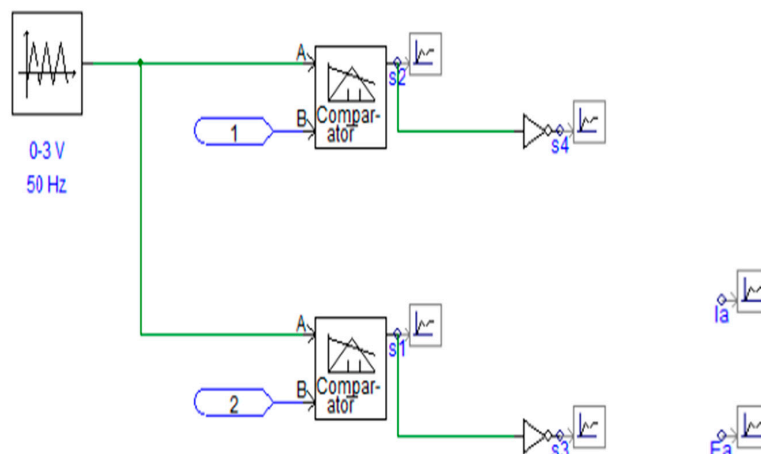 0-3 V
50 Hz
A
B
1
Compar-
ator
s2
s4
A
B
2
Compar-
ator
s1
s3
Ia
Ea